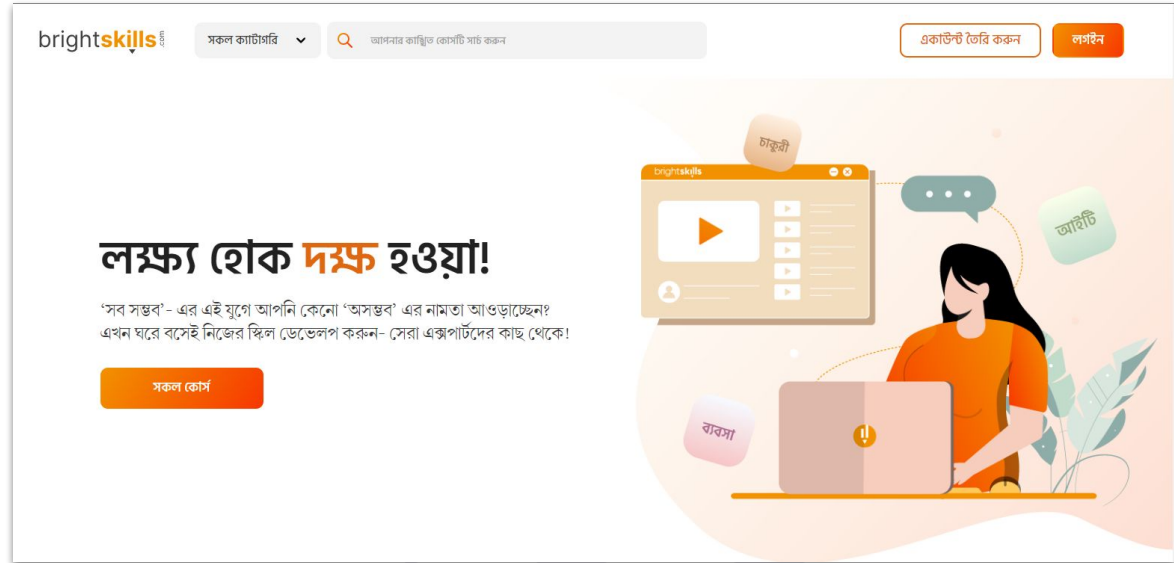 brightskills.com
সকল ক্যাটাগরি
আপনার কাঙ্খিত কোর্সটি সার্চ করুন
একাউন্ট তৈরি করুন
লগইন
লক্ষ্য হোক দক্ষ হওয়া!
‘সব সম্ভব’- এর এই যুগে আপনি কেনো ‘অসম্ভব’ এর নামতা আওড়াচ্ছেন?
এখন ঘরে বসেই নিজের স্কিল ডেভেলপ করুন- সেরা এক্সপার্টদের কাছ থেকে!
সকল কোর্স
চাকুরী
brightskills
আইটি
ব্যবসা